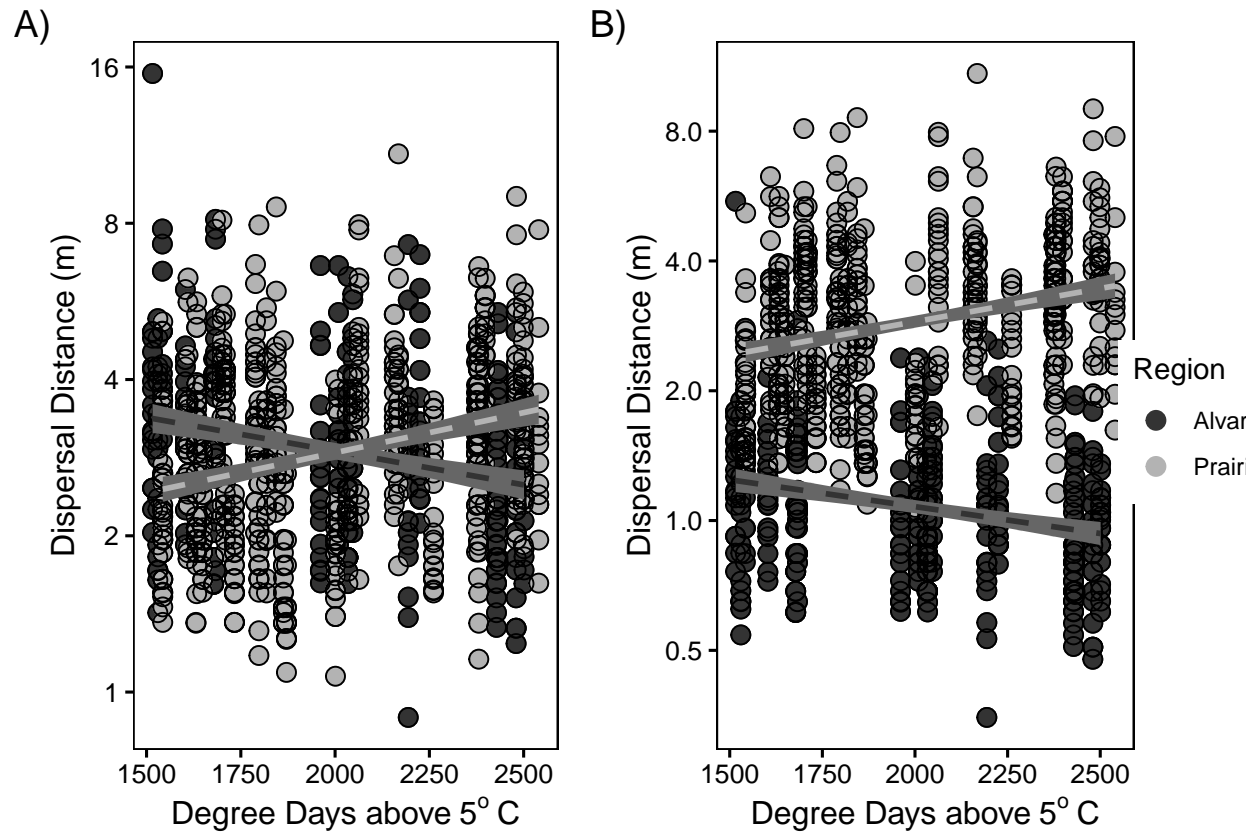 A)
Dispersal Distance (m)
16
8
4
2
1
1500 1750 2000 2250 2500
Degree Days above 5° C
B)
Dispersal Distance (m)
8.0
4.0
2.0
1.0
0.5
1500 1750 2000 2250 2500
Degree Days above 5° C
Region
Alvar
Prairi